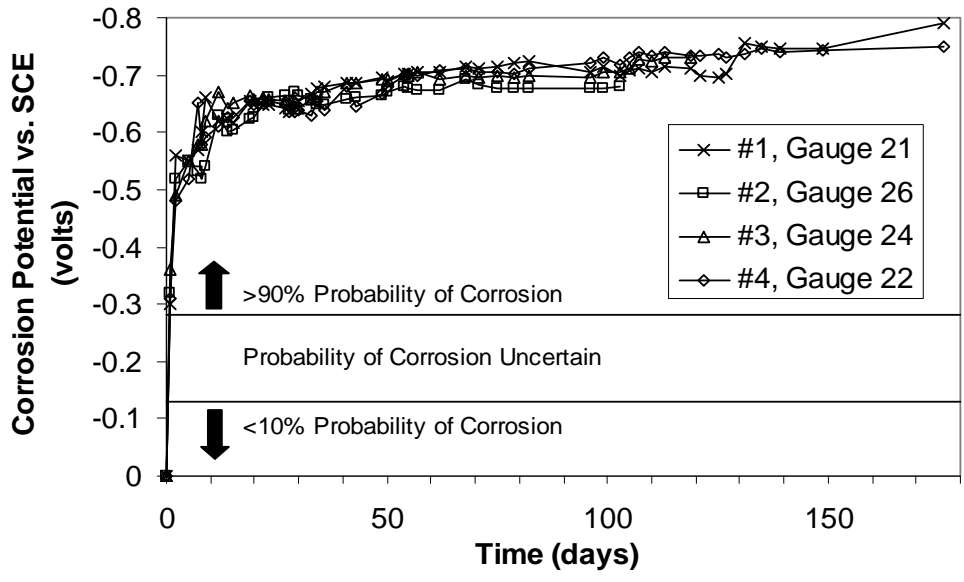 Corrosion Potential vs. SCE
(volts)
-0.8
-0.7
-0.6
-0.5
-0.4
-0.3
-0.2
-0.1
0
#1, Gauge 21
#2, Gauge 26
#3, Gauge 24
#4, Gauge 22
>90% Probability of Corrosion
Probability of Corrosion Uncertain
<10% Probability of Corrosion
0
50
100
150
Time (days)